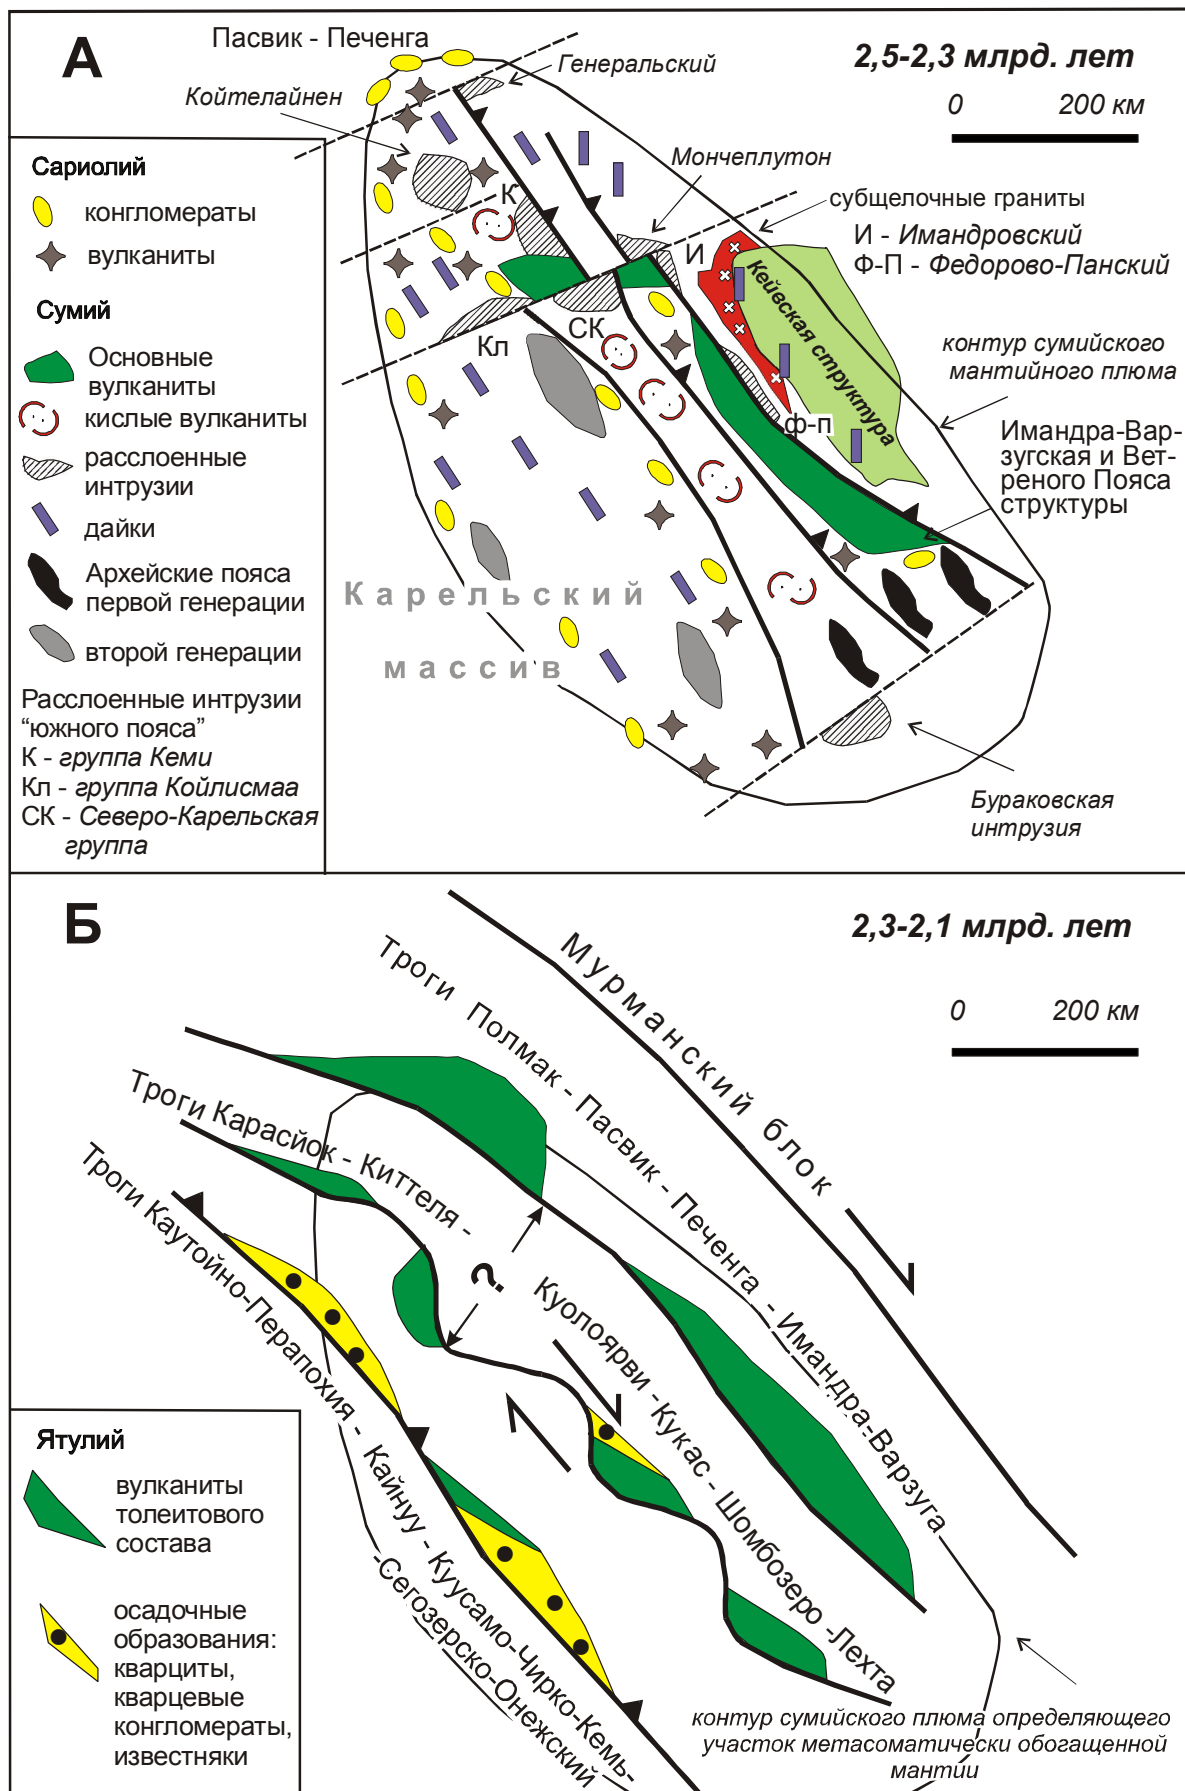 А
Пасвик - Печенга
2,5-2,3 млрд. лет
0 200 км
Генеральский
Койтелайнен
Мончеплутон
субщелочные граниты
И - Имандровский
Ф-П - Федорово-Панский
К
И
СК
Кл
ф-п
Кейвская структура
контур сумийского
мантийного плюма
Имандра-Вар-
зугская и Вет-
реного Пояса
структуры
Карельский
массив
Бураковская
интрузия
Сариолий
конгломераты
вулканиты
Сумий
Основные
вулканиты
кислые вулканиты
расслоенные
интрузии
дайки
Архейские пояса
первой генерации
второй генерации
Расслоенные интрузии
“южного пояса”
К - группа Кеми
Кл - группа Койлисмаа
СК - Северо-Карельская
группа
Б
2,3-2,1 млрд. лет
0 200 км
Мурманский блок
Троги Полмак - Пасвик - Печенга - Имандра-Варзуга
Троги Карасйок - Киттеля -
Куолоярви - Кукас - Шомбозеро -Лехта
?
Троги Каутойно-Перапохия - Кайнуу - Куусамо-Чирко-Кемь-
-Сегозерско-Онежский
контур сумийского плюма определяющего
участок метасоматически обогащенной
мантии
Ятулий
вулканиты
толеитового
состава
осадочные
образования:
кварциты,
кварцевые
конгломераты,
известняки